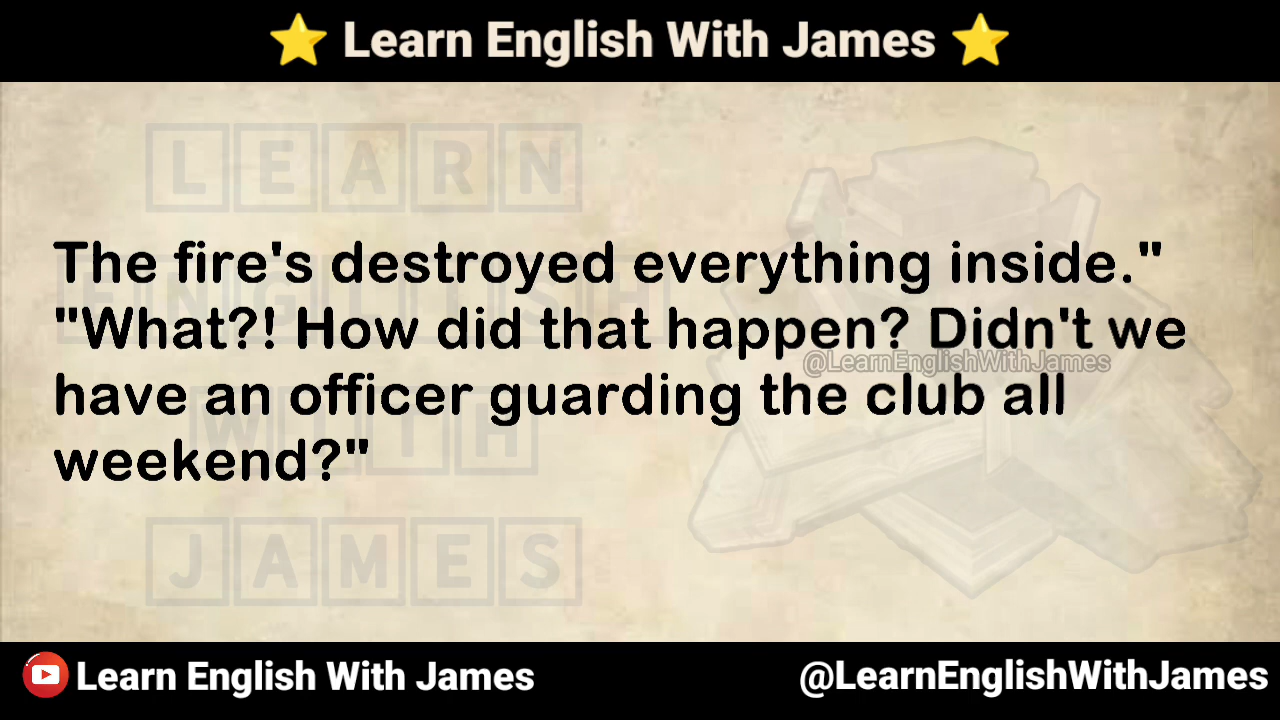 Learn English With James
LEARN
The fire's destroyed everything inside."
ENGLISH
"What?! How did that happen? Didn't we
@LearnEnglishWithJames
have an officer guarding the club all
WITH
weekend?"
JAMES
Learn English With James
@LearnEnglishWithJames